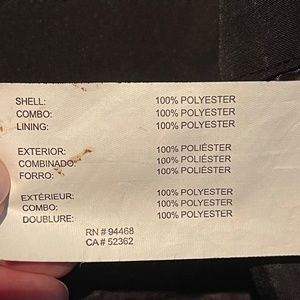 SHELL: 100% POLYESTER
COMBO: 100% POLYESTER
LINING: 100% POLYESTER
EXTERIOR: 100% POLIÉSTER
COMBINADO: 100% POLIÉSTER
FORRO: 100% POLIÉSTER
EXTÉRIEUR: 100% POLYESTER
COMBO: 100% POLYESTER
DOUBLURE: 100% POLYESTER
RN # 94468
CA # 52362